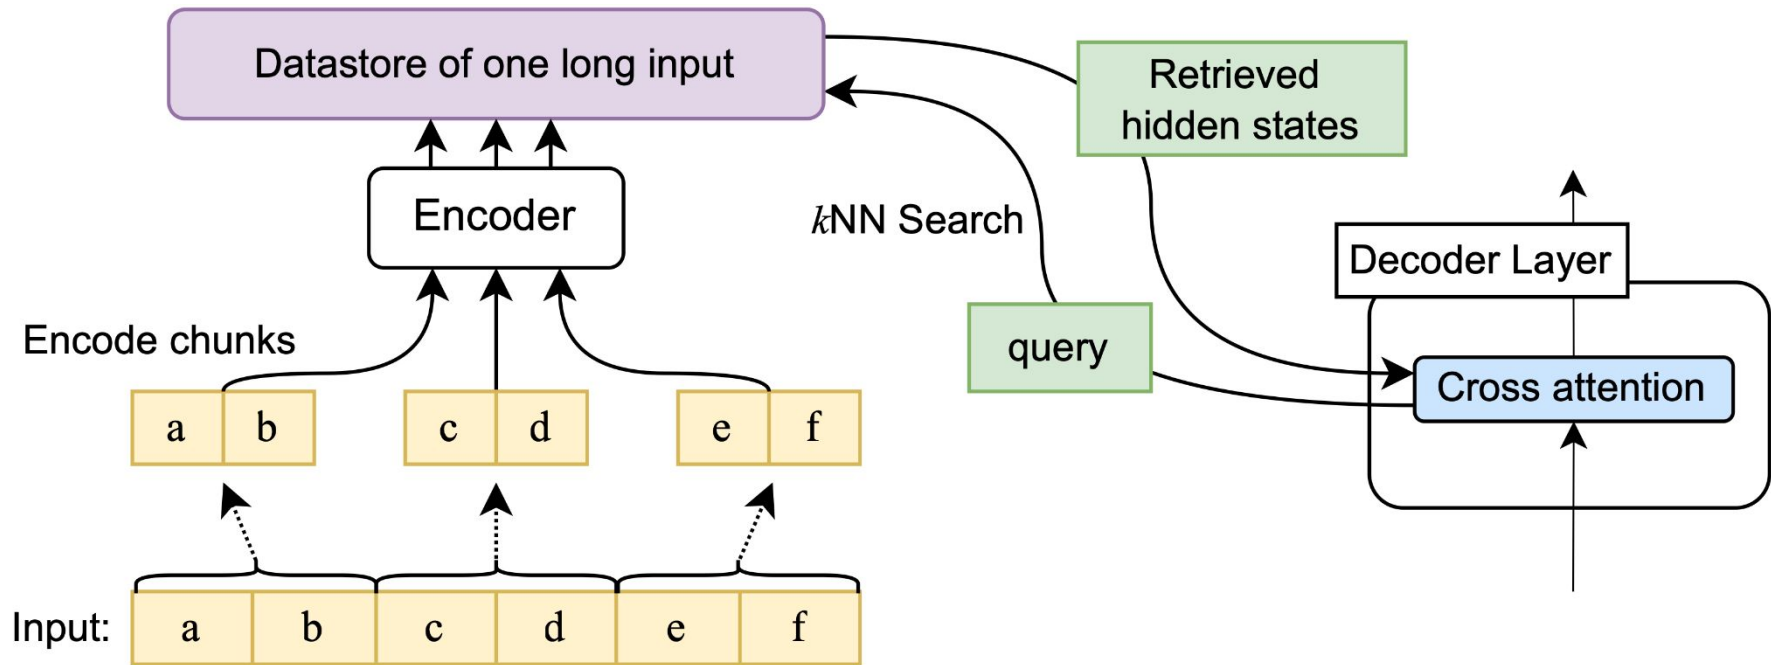 Datastore of one long input
Retrieved
hidden states
Encoder
kNN Search
Decoder Layer
Encode chunks
query
Cross attention
a b c d e f
Input: a b c d e f